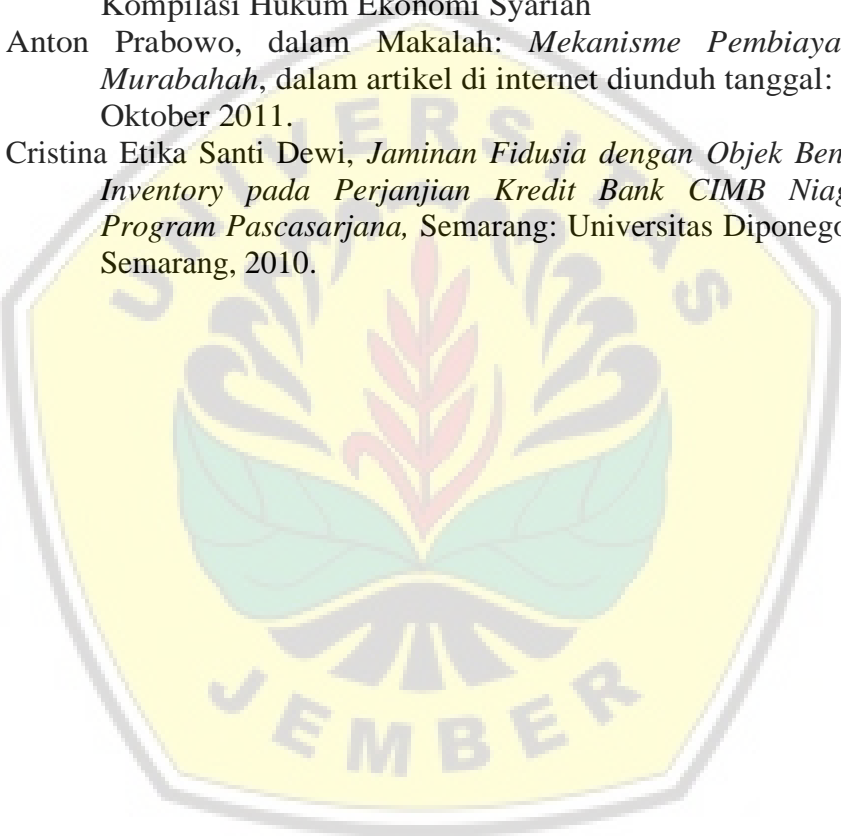 Kompilasi Hukum Ekonomi Syariah
Anton Prabowo, dalam Makalah: Mekanisme Pembiaya
Murabahah, dalam artikel di internet diunduh tanggal:
Oktober 2011.
Cristina Etika Santi Dewi, Jaminan Fidusia dengan Objek Ben
Inventory pada Perjanjian Kredit Bank CIMB Niag
Program Pascasarjana, Semarang: Universitas Diponego
Semarang, 2010.
UNIVERSITAS
JEMBER